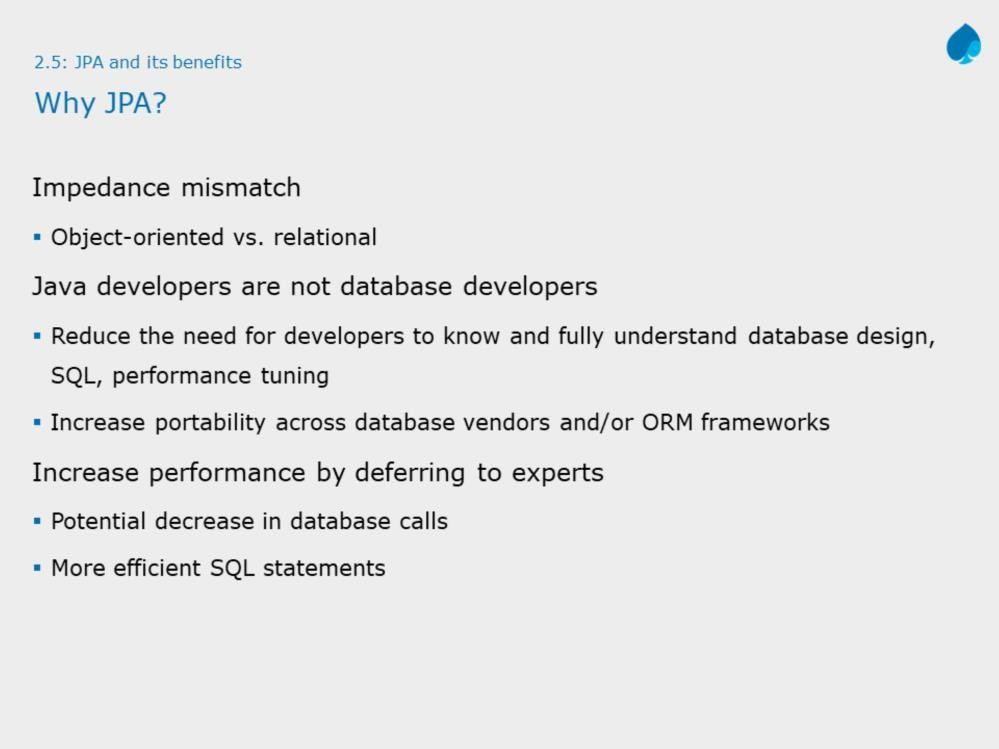 2.5: JPA and its benefits
Why JPA?
Impedance mismatch
▪ Object-oriented vs. relational
Java developers are not database developers
▪ Reduce the need for developers to know and fully understand database design,
SQL, performance tuning
▪ Increase portability across database vendors and/or ORM frameworks
Increase performance by deferring to experts
▪ Potential decrease in database calls
▪ More efficient SQL statements